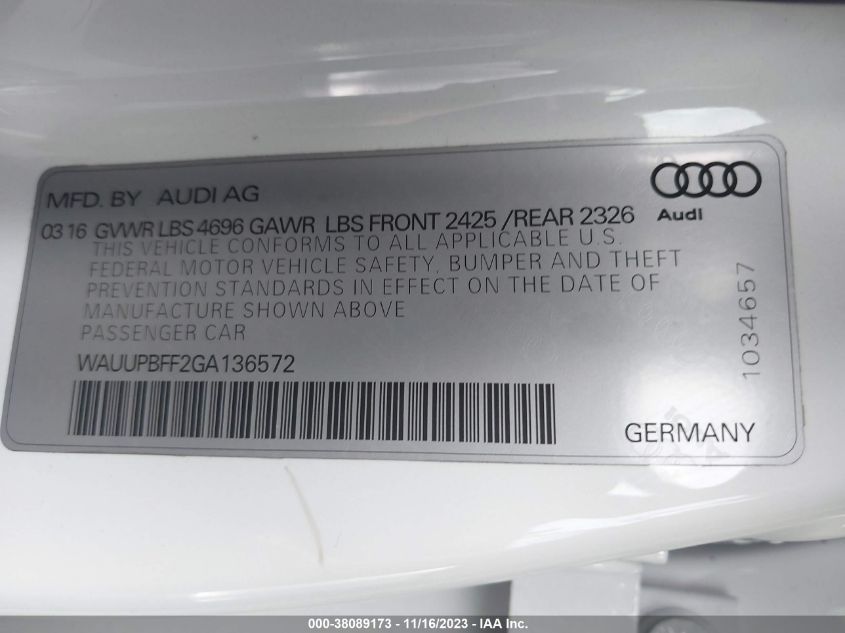 MFD. BY AUDI AG
03 16 GVWR LBS 4696 GAWR LBS FRONT 2425 /REAR 2326
Audi
THIS VEHICLE CONFORMS TO ALL APPLICABLE U.S.
FEDERAL MOTOR VEHICLE SAFETY, BUMPER AND THEFT
PREVENTION STANDARDS IN EFFECT ON THE DATE OF
MANUFACTURE SHOWN ABOVE
PASSENGER CAR
WAUUPBFF2GA136572
1034657
GERMANY
000-38089173 - 11/16/2023 - IAA Inc.